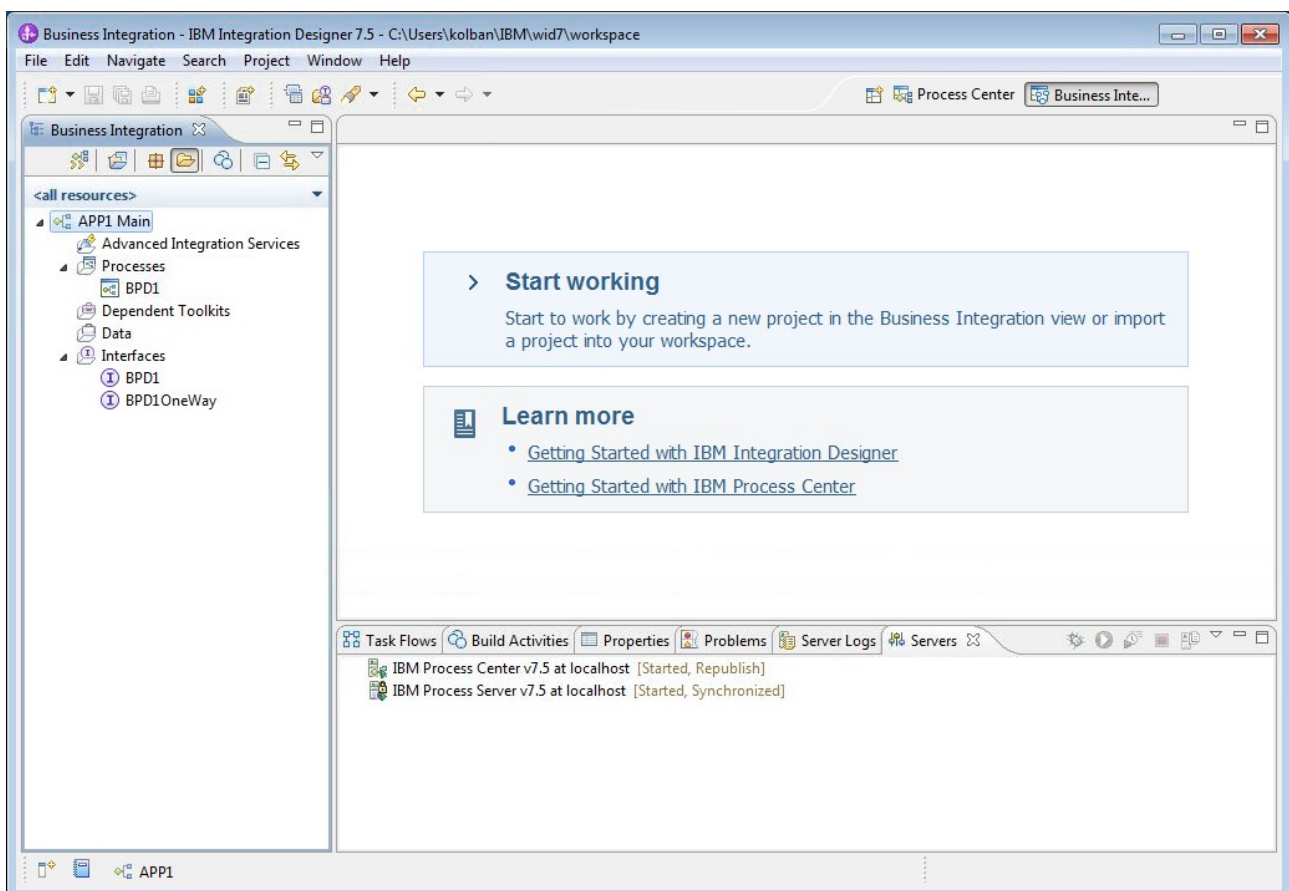 Business Integration - IBM Integration Designer 7.5 - C:\Users\kolban\IBM\wid7\workspace
File Edit Navigate Search Project Window Help
Process Center Business Inte...
Business Integration
<all resources>
APP1 Main
Advanced Integration Services
Processes
BPD1
Dependent Toolkits
Data
Interfaces
BPD1
BPD1OneWay
Start working
Start to work by creating a new project in the Business Integration view or import
a project into your workspace.
Learn more
• Getting Started with IBM Integration Designer
• Getting Started with IBM Process Center
Task Flows Build Activities Properties Problems Server Logs Servers
IBM Process Center v7.5 at localhost [Started, Republish]
IBM Process Server v7.5 at localhost [Started, Synchronized]
APP1